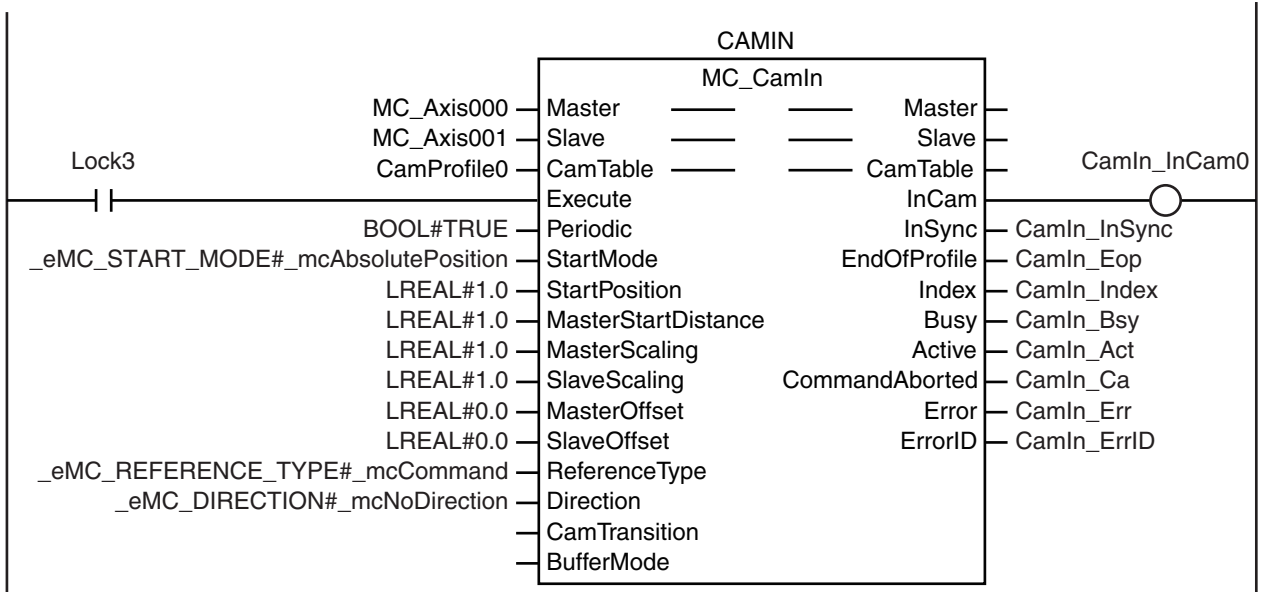 CAMIN
MC_CamIn
MC_Axis000 Master Master
MC_Axis001 Slave Slave
Lock3 CamProfile0 CamTable CamTable CamIn_InCam0
Execute InCam
BOOL#TRUE Periodic InSync CamIn_InSync
_eMC_START_MODE#_mcAbsolutePosition StartMode EndOfProfile CamIn_Eop
LREAL#1.0 StartPosition Index CamIn_Index
LREAL#1.0 MasterStartDistance Busy CamIn_Bsy
LREAL#1.0 MasterScaling Active CamIn_Act
LREAL#1.0 SlaveScaling CommandAborted CamIn_Ca
LREAL#0.0 MasterOffset Error CamIn_Err
LREAL#0.0 SlaveOffset ErrorID CamIn_ErrID
_eMC_REFERENCE_TYPE#_mcCommand ReferenceType
_eMC_DIRECTION#_mcNoDirection Direction
CamTransition
BufferMode